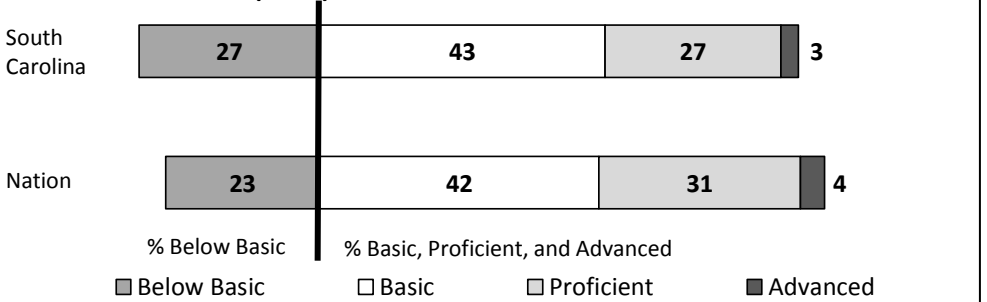 South
Carolina
27 43 27 3
Nation
23 42 31 4
% Below Basic % Basic, Proficient, and Advanced
Below Basic Basic Proficient Advanced